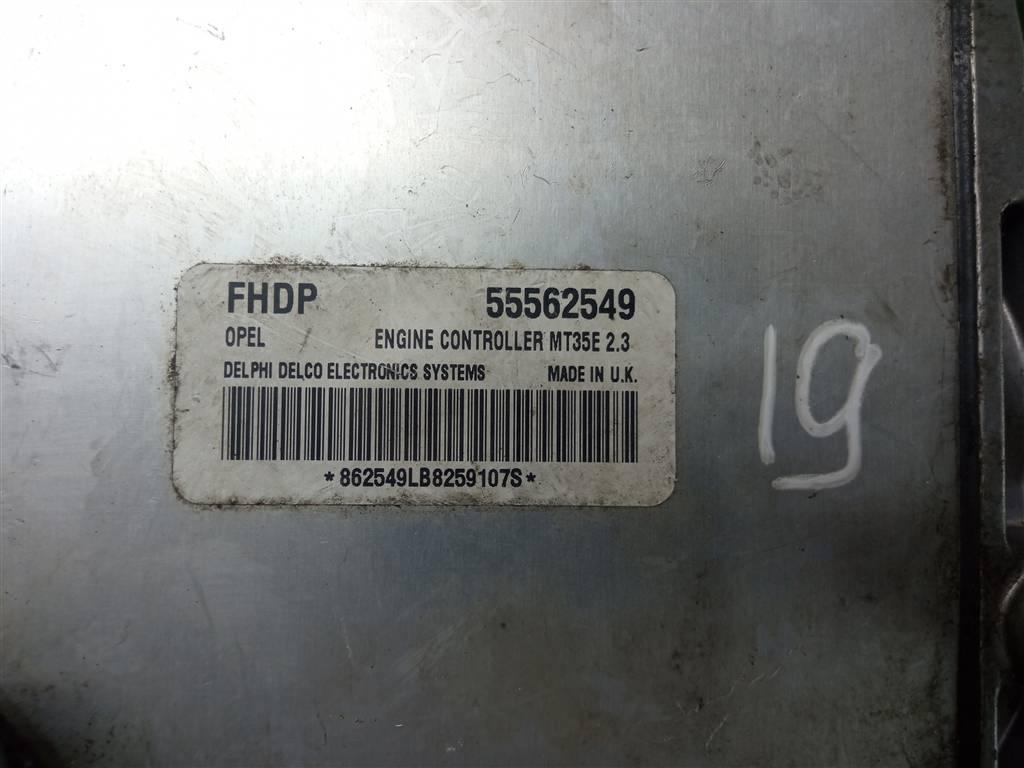 FHDP 55562549
OPEL ENGINE CONTROLLER MT35E 2.3
DELPHI DELCO ELECTRONICS SYSTEMS MADE IN U.K.
*862549LB8259107S*
19